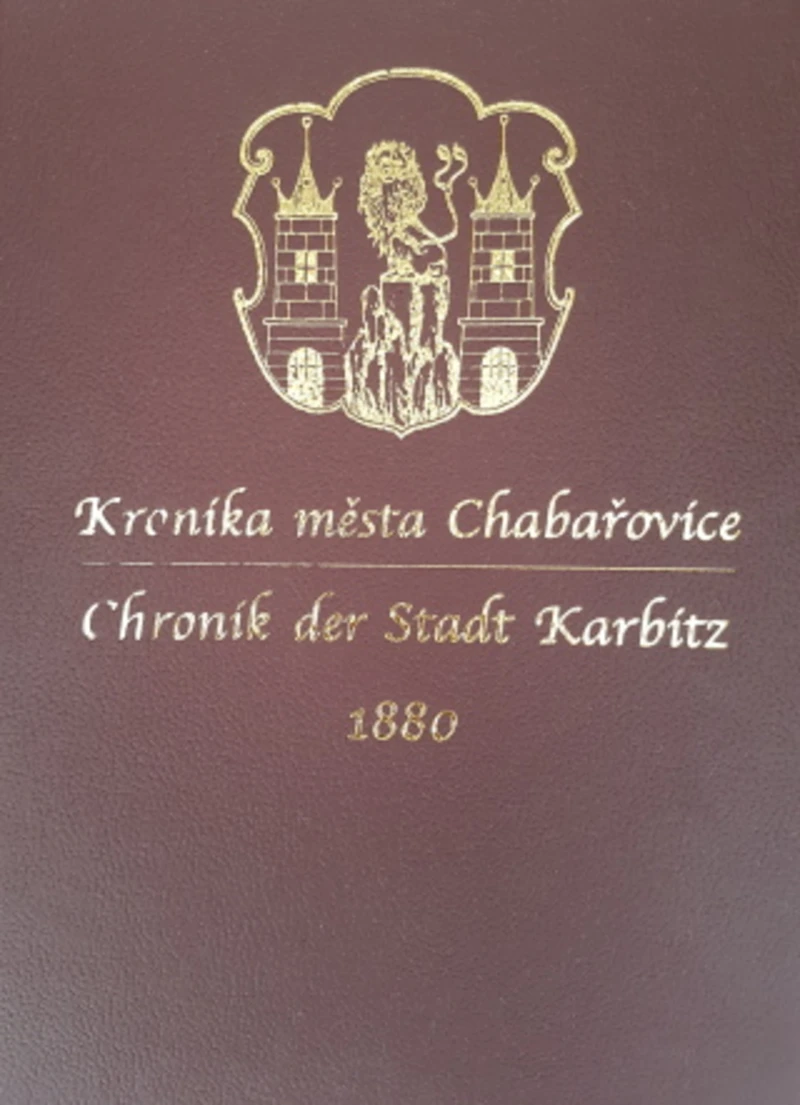 Kronika města Chabařovice
Chronik der Stadt Karbitz
1880